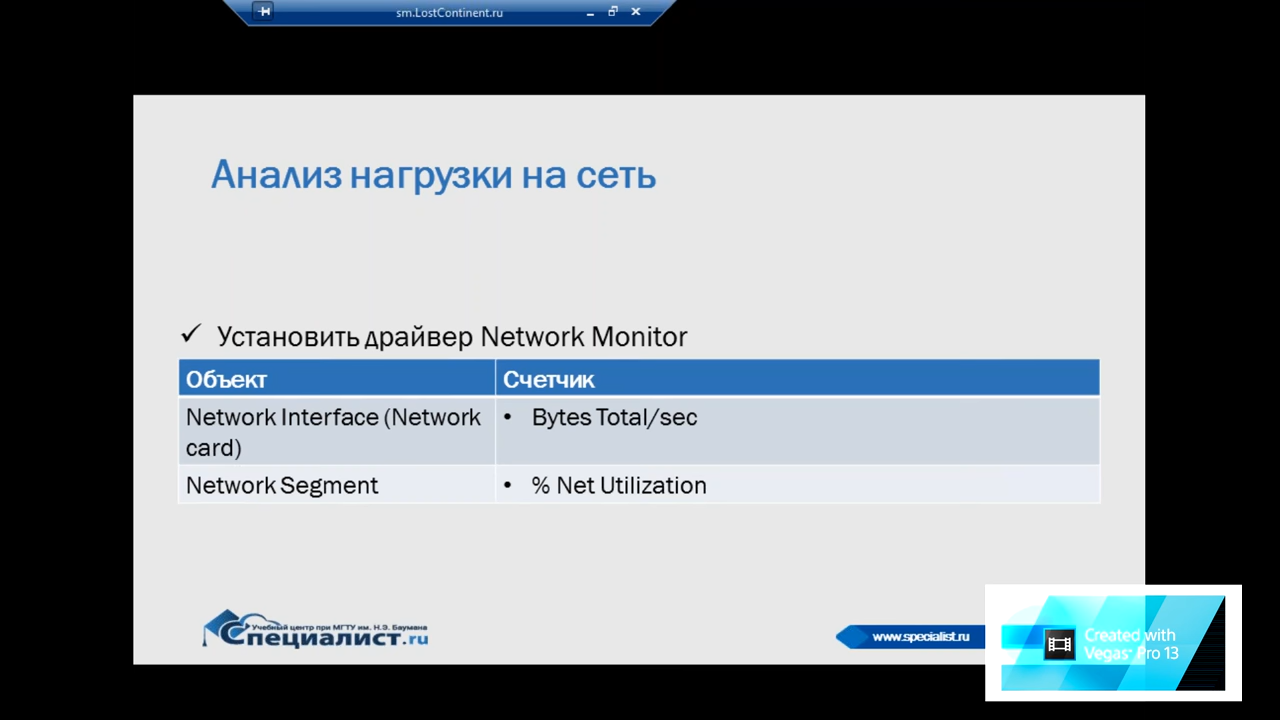 sm.LostContinent.ru
Анализ нагрузки на сеть
✓ Установить драйвер Network Monitor
Объект Счетчик
Network Interface (Network • Bytes Total/sec
card)
Network Segment • % Net Utilization
Учебный центр при МГТУ им. Н.Э. Баумана
Специалист.ru
www.specialist.ru
Created with
Vegas™ Pro 13